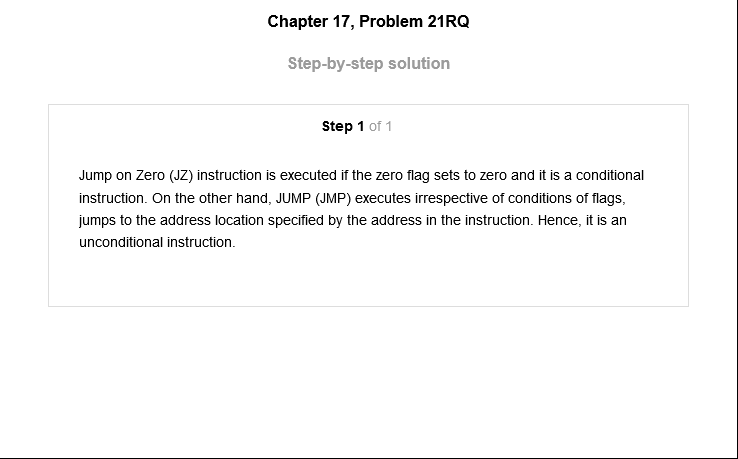 Chapter 17, Problem 21RQ
Step-by-step solution
Step 1 of 1
Jump on Zero (JZ) instruction is executed if the zero flag sets to zero and it is a conditional
instruction. On the other hand, JUMP (JMP) executes irrespective of conditions of flags,
jumps to the address location specified by the address in the instruction. Hence, it is an
unconditional instruction.